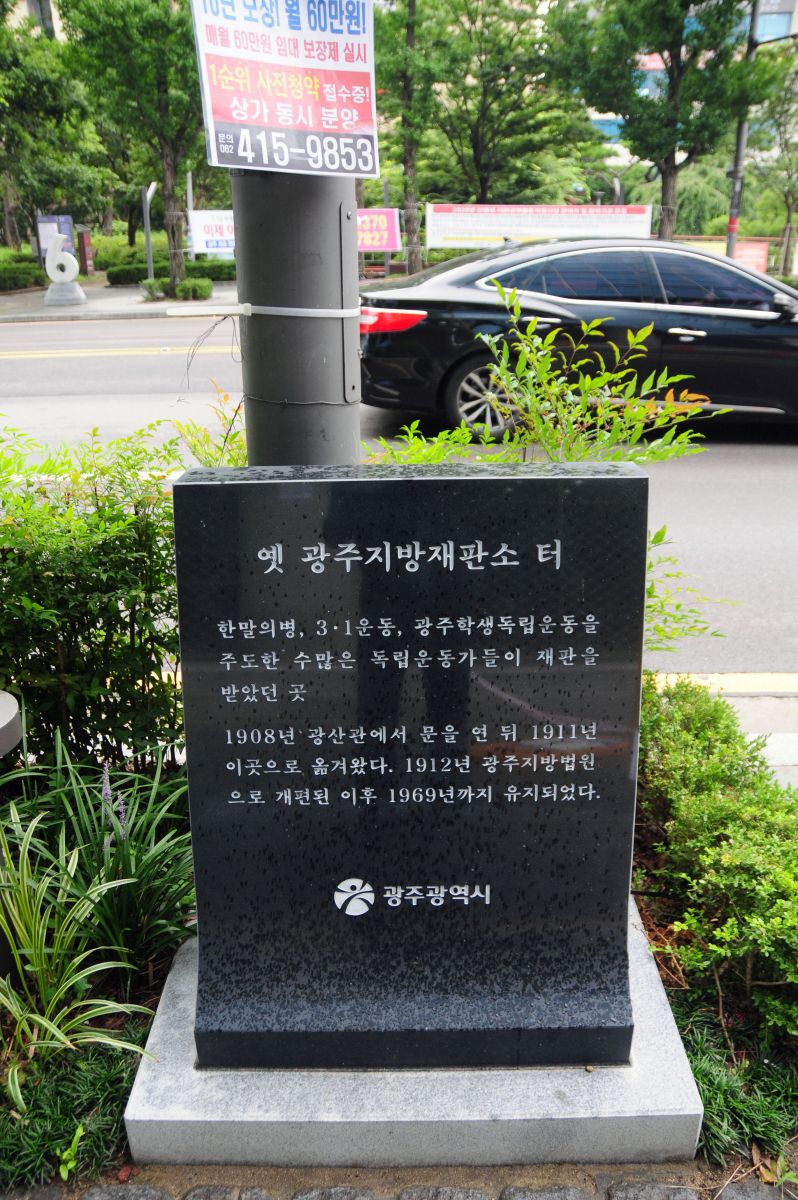 10년 보장! 월 60만원!
매월 60만원 임대 보장제 실시
1순위 사전청약 접수중!
상가 동시 분양
문의 062 415-9853
이제
370
7827
6
옛 광주지방재판소 터
한말의병, 3·1운동, 광주학생독립운동을
주도한 수많은 독립운동가들이 재판을
받았던 곳
1908년 광산관에서 문을 연 뒤 1911년
이곳으로 옮겨왔다. 1912년 광주지방법원
으로 개편된 이후 1969년까지 유지되었다.
광주광역시